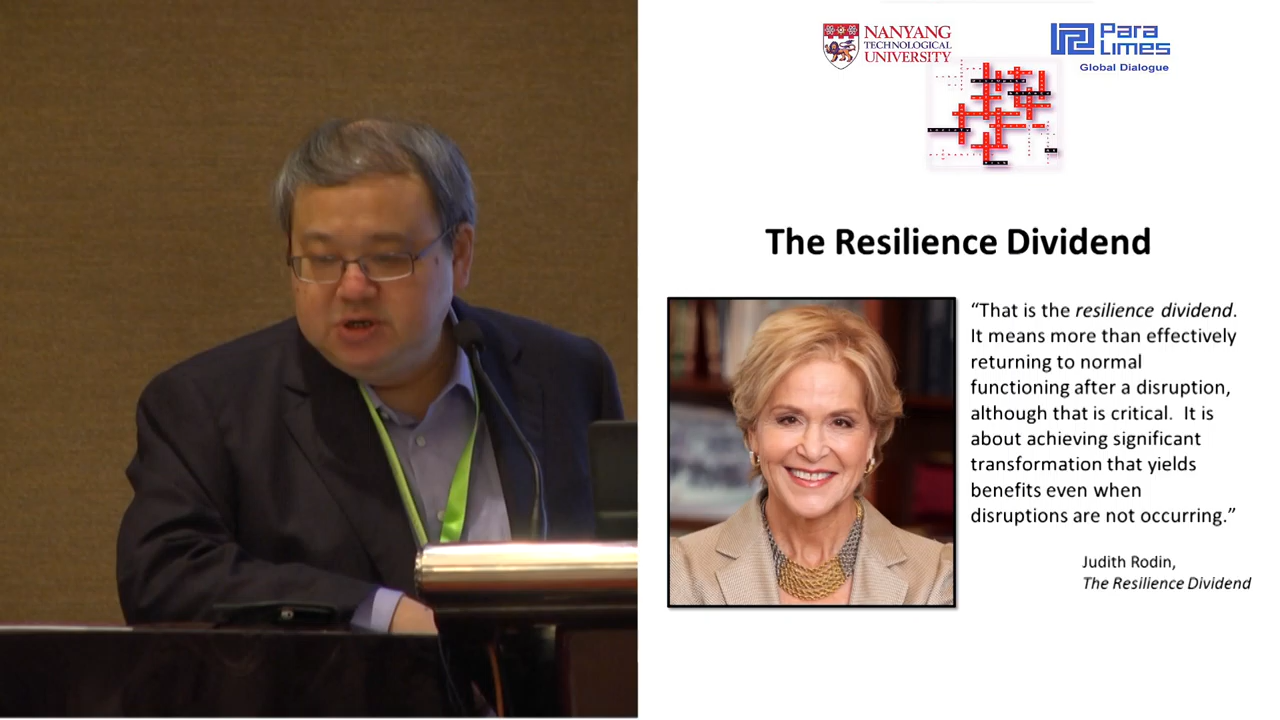 NANYANG
TECHNOLOGICAL
UNIVERSITY
Para
Limes
Global Dialogue
The Resilience Dividend
“That is the resilience dividend.
It means more than effectively
returning to normal
functioning after a disruption,
although that is critical.  It is
about achieving significant
transformation that yields
benefits even when
disruptions are not occurring.”
Judith Rodin,
The Resilience Dividend